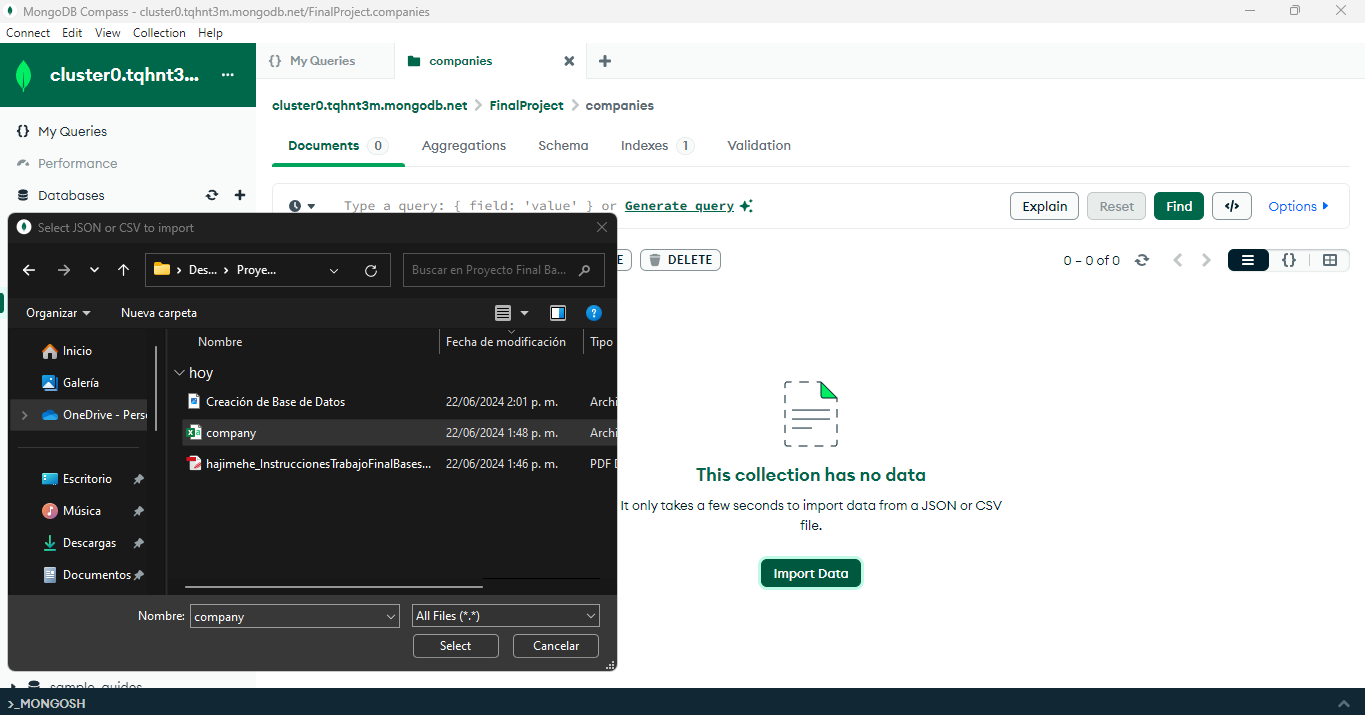 MongoDB Compass - cluster0.tqhnt3m.mongodb.net/FinalProject.companies
Connect Edit View Collection Help
cluster0.tqhnt3... ...
{} My Queries
companies
cluster0.tqhnt3m.mongodb.net > FinalProject > companies
{} My Queries
Performance
Databases
Documents 0 Aggregations Schema Indexes 1 Validation
Type a query: { field: 'value' } or Generate query
Explain Reset Find </> Options
E DELETE
0 – 0 of 0
{}
Select JSON or CSV to import
Des... > Proye...
Buscar en Proyecto Final Ba...
Organizar Nueva carpeta
?
Inicio
Galería
OneDrive - Pers
Escritorio
Música
Descargas
Documentos
Nombre Fecha de modificación Tipo
hoy
Creación de Base de Datos 22/06/2024 2:01 p. m. Archi
company 22/06/2024 1:48 p. m. Archi
hajimehe_InstruccionesTrabajoFinalBases... 22/06/2024 1:46 p. m. PDF D
Nombre: company All Files (*.*)
Select Cancelar
This collection has no data
It only takes a few seconds to import data from a JSON or CSV
file.
Import Data
sample_guides
>_MONGOSH